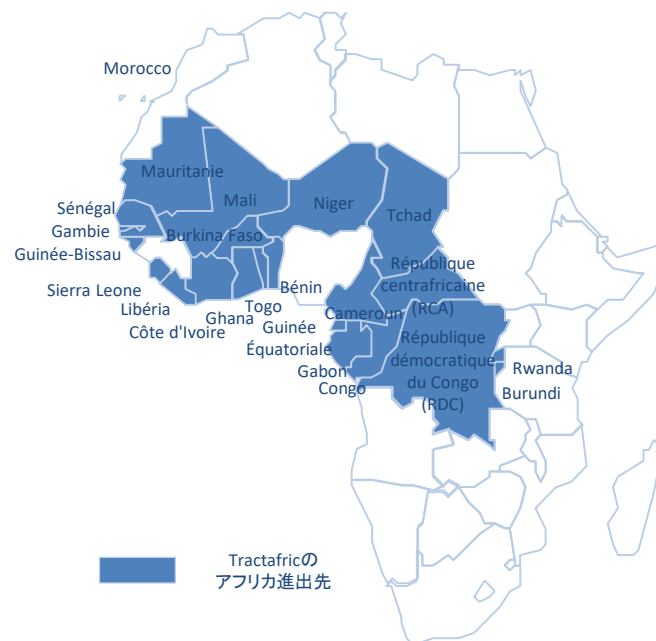 Morocco
Mauritanie
Mali
Niger
Tchad
Sénégal
Gambie
Burkina Faso
Guinée-Bissau
République
centrafricaine
(RCA)
Sierra Leone
Bénin
Libéria
Togo
Ghana
Côte d'Ivoire
Cameroun
Guinée
Équatoriale
République
démocratique
du Congo
(RDC)
Gabon
Congo
Rwanda
Burundi
Tractafricの
アフリカ進出先